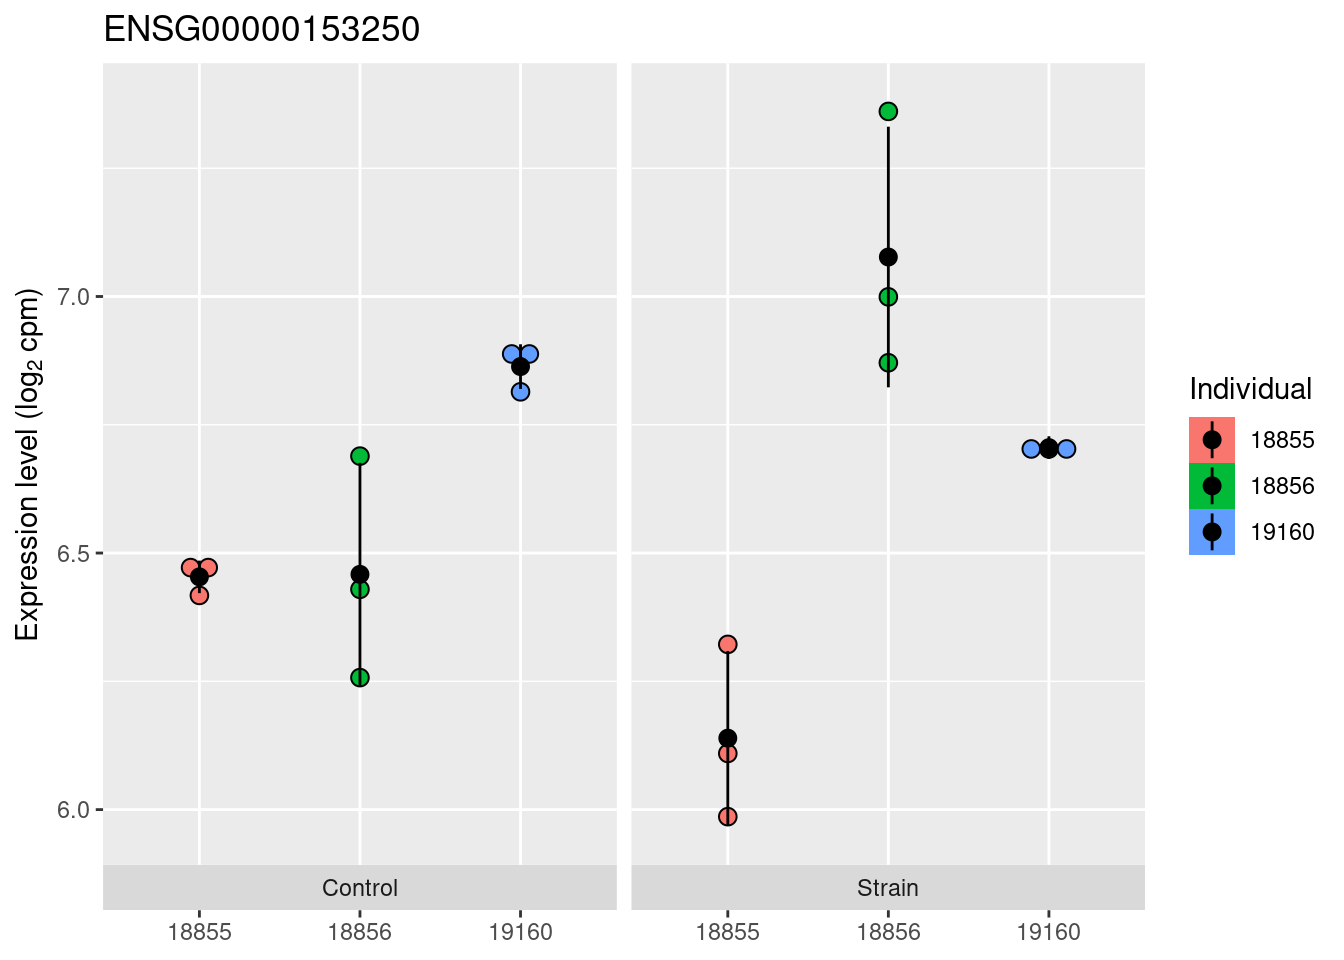 ENSG00000153250
Expression level (log₂ cpm)
7.0
6.5
6.0
Control
Strain
18855 18856 19160
18855 18856 19160
Individual
18855
18856
19160